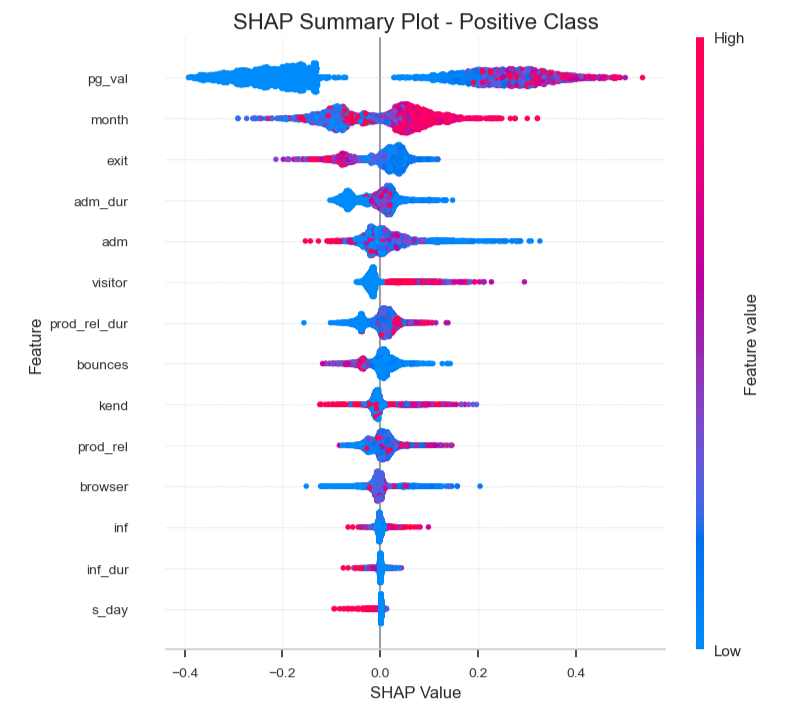 SHAP Summary Plot - Positive Class
High
pg_val
month
exit
adm_dur
adm
visitor
prod_rel_dur
bounces
kend
prod_rel
browser
inf
inf_dur
s_day
Feature
Feature value
Low
−0.4
−0.2
0.0
0.2
0.4
SHAP Value